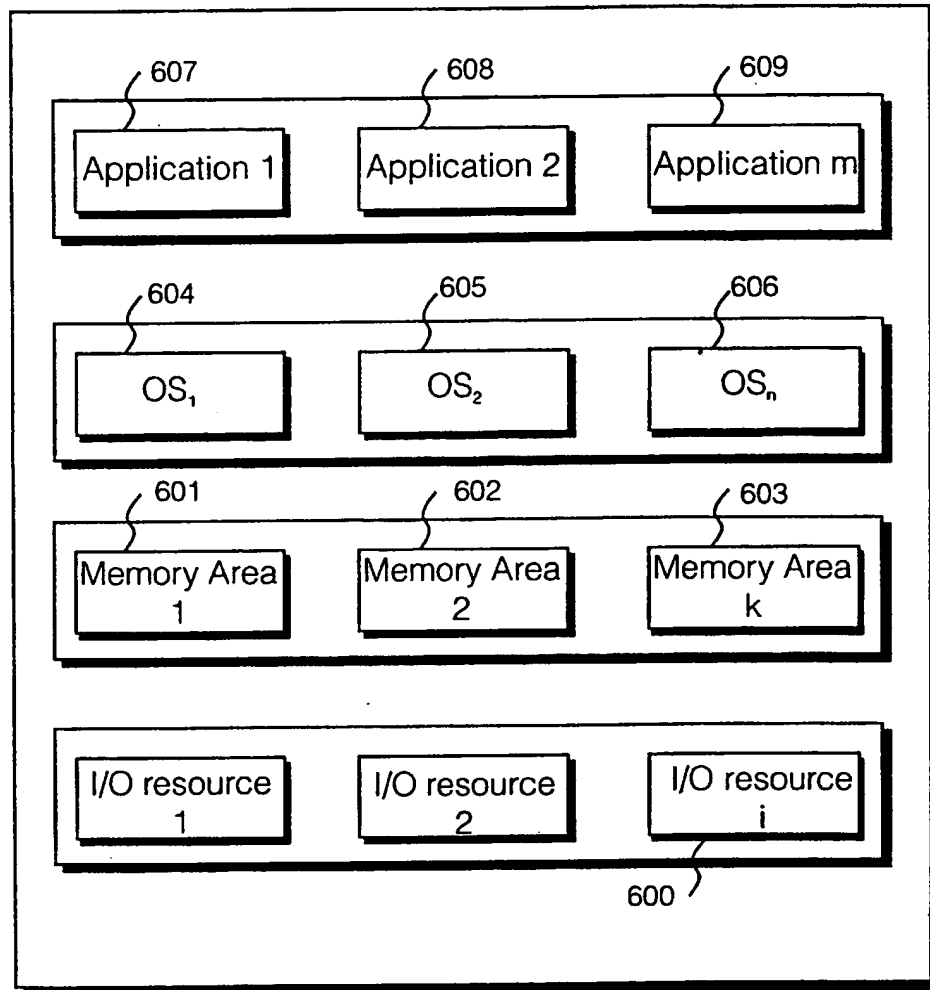 607
608
609
Application 1
Application 2
Application m
604
605
606
OS₁
OS₂
OSₙ
601
602
603
Memory Area
1
Memory Area
2
Memory Area
k
I/O resource
1
I/O resource
2
I/O resource
i
600